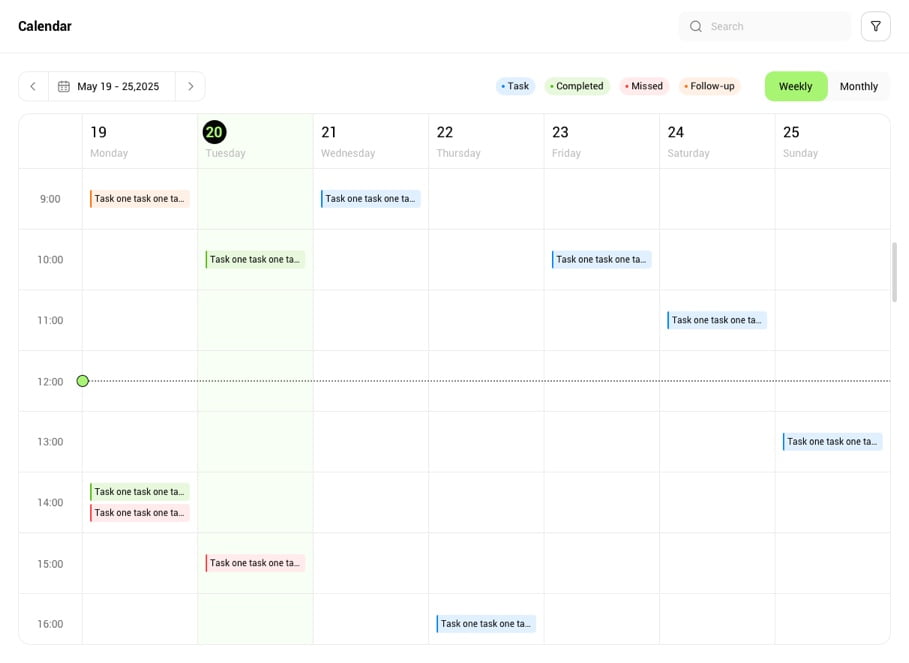 Calendar
Search
May 19 - 25,2025
Task
Completed
Missed
Follow-up
Weekly
Monthly
19
Monday
20
Tuesday
21
Wednesday
22
Thursday
23
Friday
24
Saturday
25
Sunday
9:00
Task one task one ta...
Task one task one ta...
10:00
Task one task one ta...
Task one task one ta...
11:00
Task one task one ta...
12:00
13:00
Task one task one ta...
14:00
Task one task one ta...
Task one task one ta...
15:00
Task one task one ta...
16:00
Task one task one ta...